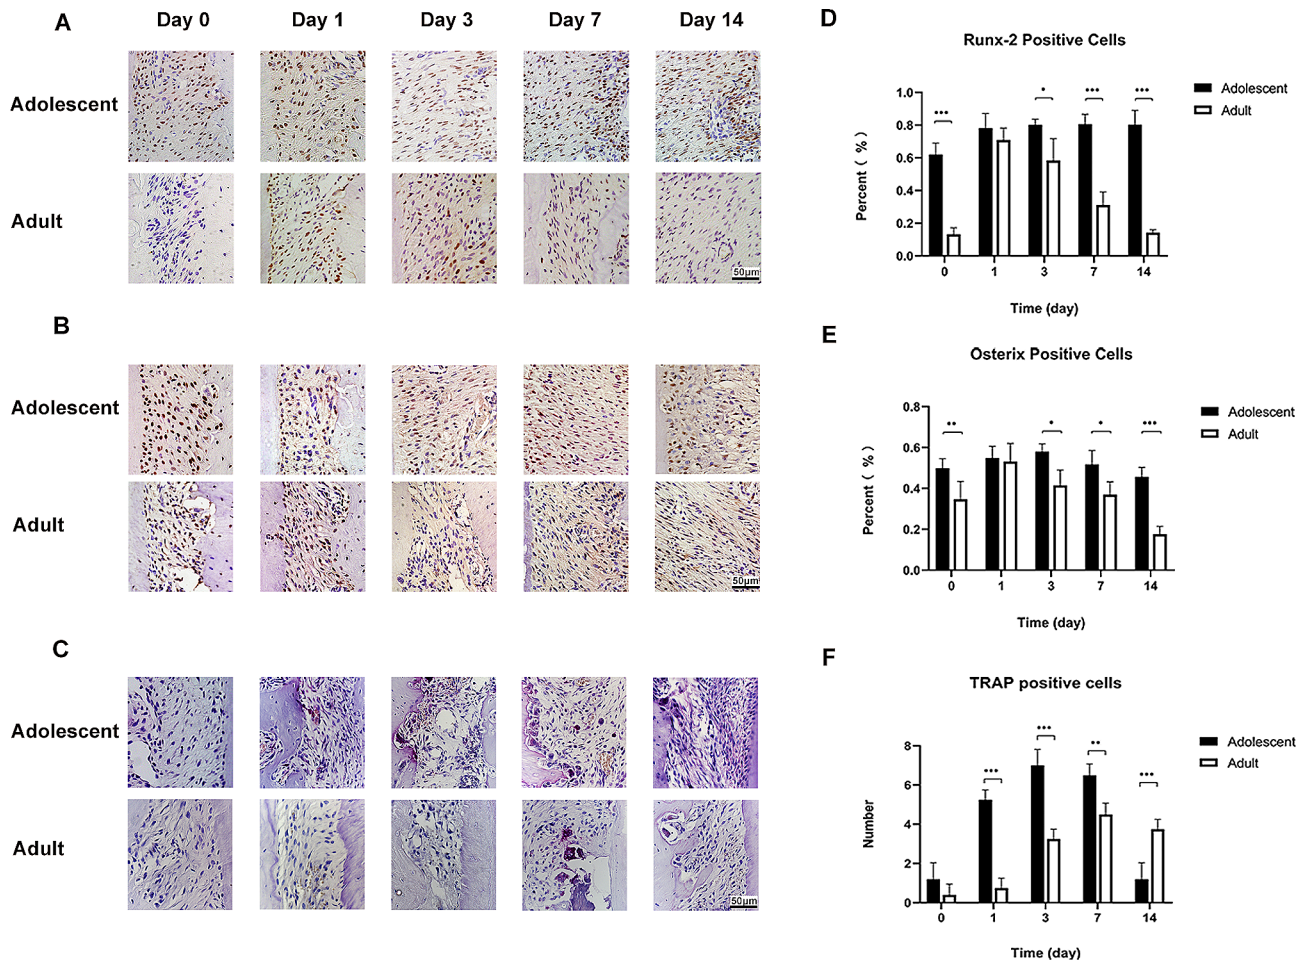 A
Day 0 Day 1 Day 3 Day 7 Day 14
Adolescent
Adult
50μm
B
Adolescent
Adult
50μm
C
Adolescent
Adult
50μm
D
Runx-2 Positive Cells
Adolescent
Adult
Percent（ %）
1.0
0.8
0.6
0.4
0.2
0.0
*** * *** ***
0 1 3 7 14
Time (day)
E
Osterix Positive Cells
Adolescent
Adult
Percent（ %）
0.8
0.6
0.4
0.2
0.0
** * * ***
0 1 3 7 14
Time (day)
F
TRAP positive cells
Adolescent
Adult
Number
8
6
4
2
0
*** *** ** ***
0 1 3 7 14
Time (day)